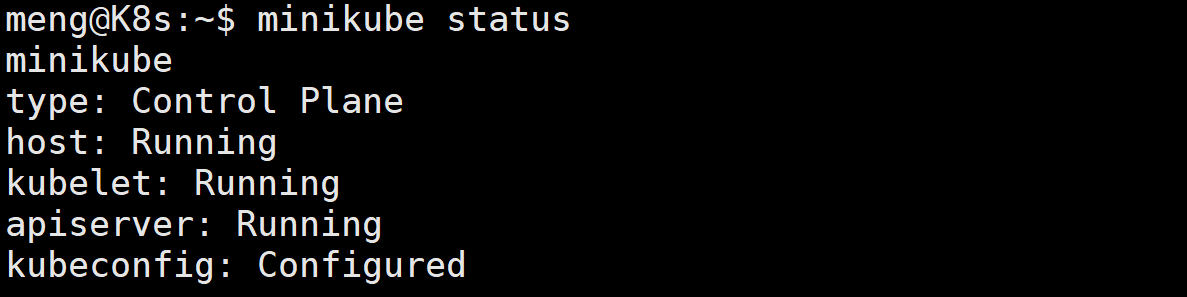 meng@K8s:~$ minikube status
minikube
type: Control Plane
host: Running
kubelet: Running
apiserver: Running
kubeconfig: Configured